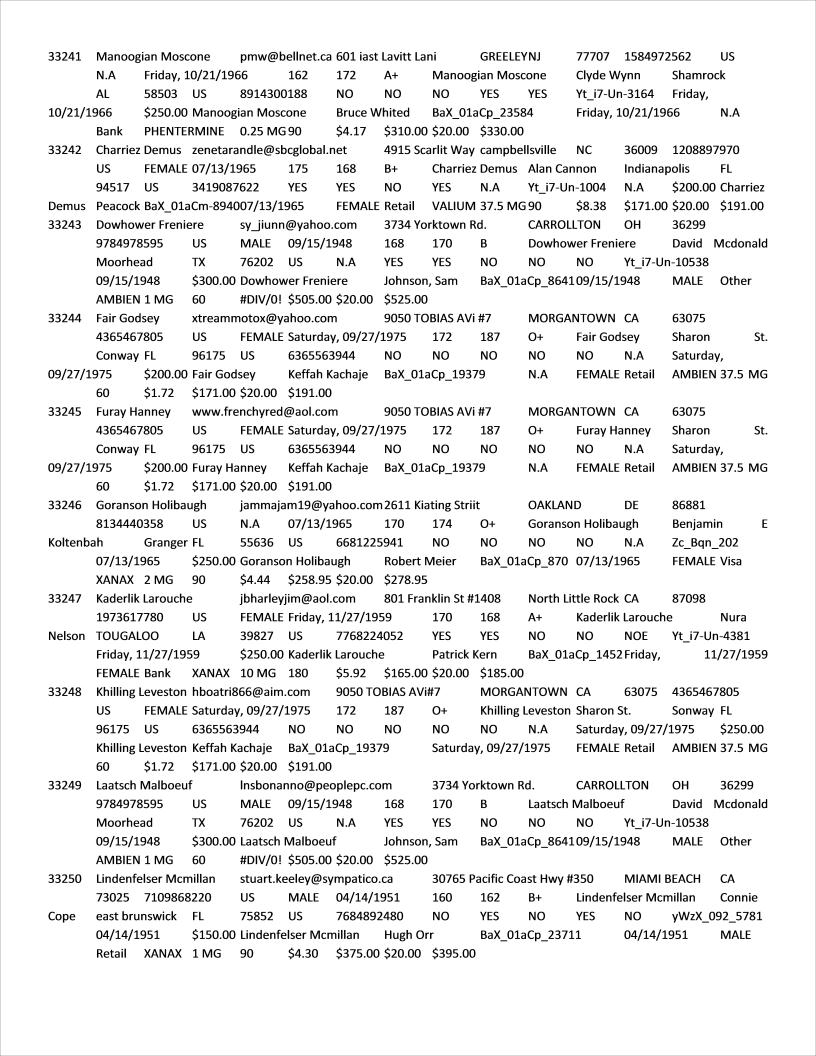 33241 Manoogian Moscone pmw@bellnet.ca 601 iast Lavitt Lani GREELEYNJ 77707 1584972562 US
N.A Friday, 10/21/1966 162 172 A+ Manoogian Moscone Clyde Wynn Shamrock
AL 58503 US 8914300188 NO NO NO YES YES Yt_i7-Un-3164 Friday,
10/21/1966 $250.00 Manoogian Moscone Bruce Whited BaX_01aCp_23584 Friday, 10/21/1966 N.A
Bank PHENTERMINE 0.25 MG 90 $4.17 $310.00 $20.00 $330.00
33242 Charriez Demus zenetarandle@sbcglobal.net 4915 Scarlit Way campbellsville NC 36009 1208897970
US FEMALE 07/13/1965 175 168 B+ Charriez Demus Alan Cannon Indianapolis FL
94517 US 3419087622 YES YES NO YES N.A Yt_i7-Un-1004 N.A $200.00 Charriez
Demus Peacock BaX_01aCm-894007/13/1965 FEMALE Retail VALIUM 37.5 MG 90 $8.38 $171.00 $20.00 $191.00
33243 Dowhower Freniere sy_jiunn@yahoo.com 3734 Yorktown Rd. CARROLLTON OH 36299
9784978595 US MALE 09/15/1948 168 170 B Dowhower Freniere David Mcdonald
Moorhead TX 76202 US N.A YES YES NO NO NO Yt_i7-Un-10538
09/15/1948 $300.00 Dowhower Freniere Johnson, Sam BaX_01aCp_864109/15/1948 MALE Other
AMBIEN 1 MG 60 #DIV/0! $505.00 $20.00 $525.00
33244 Fair Godsey xtreammotox@yahoo.com 9050 TOBIAS AVi #7 MORGANTOWN CA 63075
4365467805 US FEMALE Saturday, 09/27/1975 172 187 O+ Fair Godsey Sharon St.
Conway FL 96175 US 6365563944 NO NO NO NO NO N.A Saturday,
09/27/1975 $200.00 Fair Godsey Keffah Kachaje BaX_01aCp_19379 N.A FEMALE Retail AMBIEN 37.5 MG
60 $1.72 $171.00 $20.00 $191.00
33245 Furay Hanney www.frenchyred@aol.com 9050 TOBIAS AVi #7 MORGANTOWN CA 63075
4365467805 US FEMALE Saturday, 09/27/1975 172 187 O+ Furay Hanney Sharon St.
Conway FL 96175 US 6365563944 NO NO NO NO NO N.A Saturday,
09/27/1975 $200.00 Furay Hanney Keffah Kachaje BaX_01aCp_19379 N.A FEMALE Retail AMBIEN 37.5 MG
60 $1.72 $171.00 $20.00 $191.00
33246 Goranson Holibaugh jammajam19@yahoo.com 2611 Kiating Striit OAKLAND DE 86881
8134440358 US N.A 07/13/1965 170 174 O+ Goranson Holibaugh Benjamin E
Koltenbah Granger FL 55636 US 6681225941 NO NO NO NO N.A Zc_Bqn_202
07/13/1965 $250.00 Goranson Holibaugh Robert Meier BaX_01aCp_870 07/13/1965 FEMALE Visa
XANAX 2 MG 90 $4.44 $258.95 $20.00 $278.95
33247 Kaderlik Larouche jbharleyjim@aol.com 801 Franklin St #1408 North Little Rock CA 87098
1973617780 US FEMALE Friday, 11/27/1959 170 168 A+ Kaderlik Larouche Nura
Nelson TOUGALOO LA 39827 US 7768224052 YES YES NO NO NOE Yt_i7-Un-4381
Friday, 11/27/1959 $250.00 Kaderlik Larouche Patrick Kern BaX_01aCp_1452Friday, 11/27/1959
FEMALE Bank XANAX 10 MG 180 $5.92 $165.00 $20.00 $185.00
33248 Khilling Leveston hboatri866@aim.com 9050 TOBIAS AVi#7 MORGANTOWN CA 63075 4365467805
US FEMALE Saturday, 09/27/1975 172 187 O+ Khilling Leveston Sharon St. Sonway FL
96175 US 6365563944 NO NO NO NO NO N.A Saturday, 09/27/1975 $250.00
Khilling Leveston Keffah Kachaje BaX_01aCp_19379 Saturday, 09/27/1975 FEMALE Retail AMBIEN 37.5 MG
60 $1.72 $171.00 $20.00 $191.00
33249 Laatsch Malboeuf lnsbonanno@peoplepc.com 3734 Yorktown Rd. CARROLLTON OH 36299
9784978595 US MALE 09/15/1948 168 170 B Laatsch Malboeuf David Mcdonald
Moorhead TX 76202 US N.A YES YES NO NO NO Yt_i7-Un-10538
09/15/1948 $300.00 Laatsch Malboeuf Johnson, Sam BaX_01aCp_864109/15/1948 MALE Other
AMBIEN 1 MG 60 #DIV/0! $505.00 $20.00 $525.00
33250 Lindenfelser Mcmillan stuart.keeley@sympatico.ca 30765 Pacific Coast Hwy #350 MIAMI BEACH CA
73025 7109868220 US MALE 04/14/1951 160 162 B+ Lindenfelser Mcmillan Connie
Cope east brunswick FL 75852 US 7684892480 NO YES NO YES NO yWzX_092_5781
04/14/1951 $150.00 Lindenfelser Mcmillan Hugh Orr BaX_01aCp_23711 04/14/1951 MALE
Retail XANAX 1 MG 90 $4.30 $375.00 $20.00 $395.00